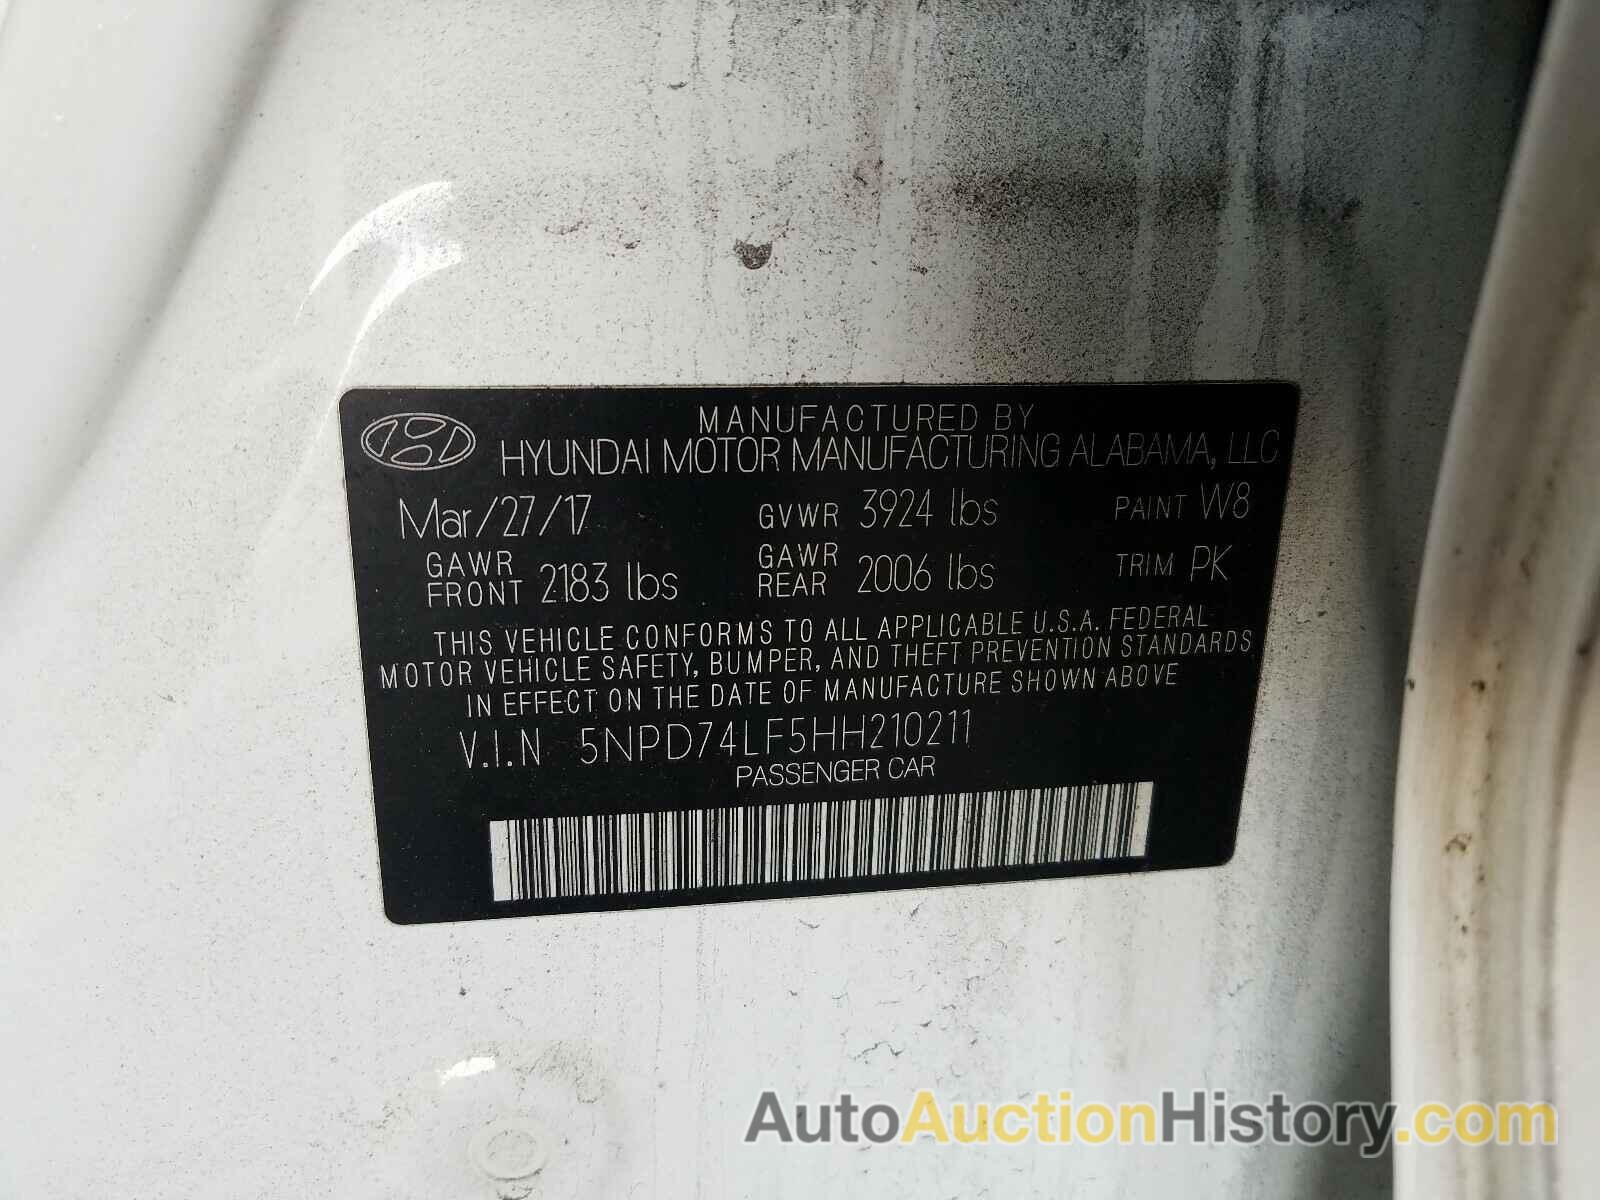 MANUFACTURED BY
HYUNDAI MOTOR MANUFACTURING ALABAMA, LLC
Mar/27/17 GVWR 3924 lbs PAINT W8
GAWR FRONT 2183 lbs GAWR REAR 2006 lbs TRIM PK
THIS VEHICLE CONFORMS TO ALL APPLICABLE U.S.A. FEDERAL
MOTOR VEHICLE SAFETY, BUMPER, AND THEFT PREVENTION STANDARDS
IN EFFECT ON THE DATE OF MANUFACTURE SHOWN ABOVE
V.I.N 5NPD74LF5HH210211
PASSENGER CAR
AutoAuctionHistory.com